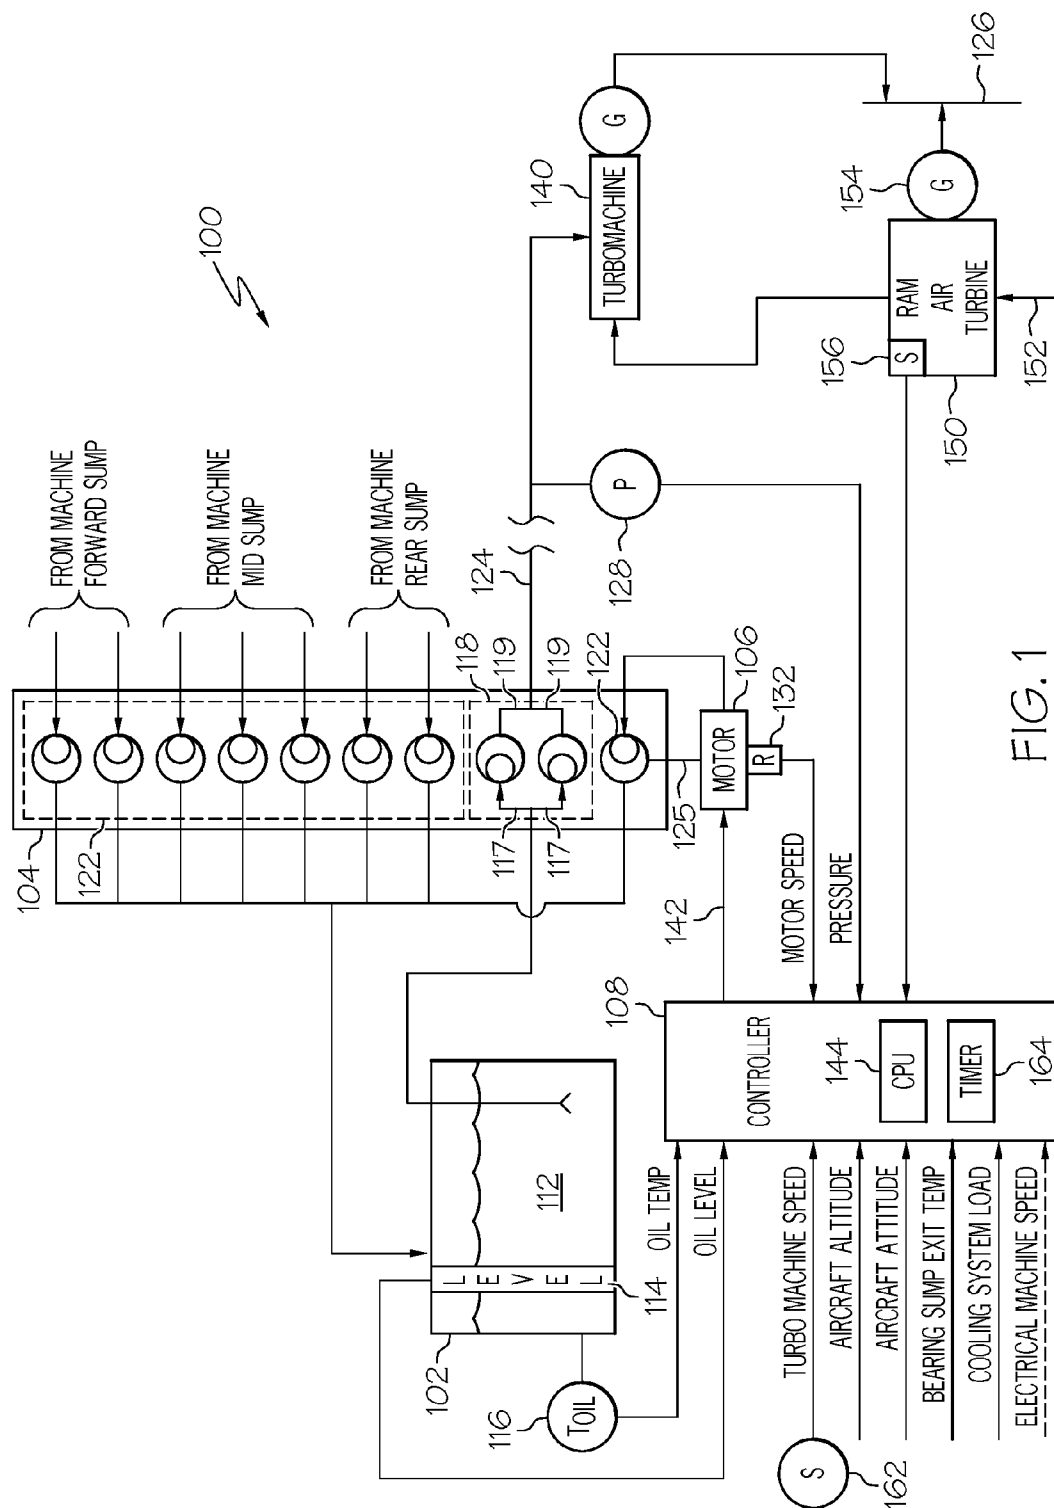 100
FROM MACHINE
FORWARD SUMP
FROM MACHINE
MID SUMP
FROM MACHINE
REAR SUMP
104
122
118
119
119
117
117
122
124
125
106
MOTOR
R
132
P
128
140
TURBOMACHINE
G
126
154
G
RAM
AIR
TURBINE
S
156
150
152
142
MOTOR SPEED
PRESSURE
102
112
LEVEL
114
116
TOIL
OIL TEMP
OIL LEVEL
108
CONTROLLER
144
CPU
TIMER
164
TURBO MACHINE SPEED
AIRCRAFT ALTITUDE
AIRCRAFT ATTITUDE
BEARING SUMP EXIT TEMP
COOLING SYSTEM LOAD
ELECTRICAL MACHINE SPEED
S
162
FIG. 1